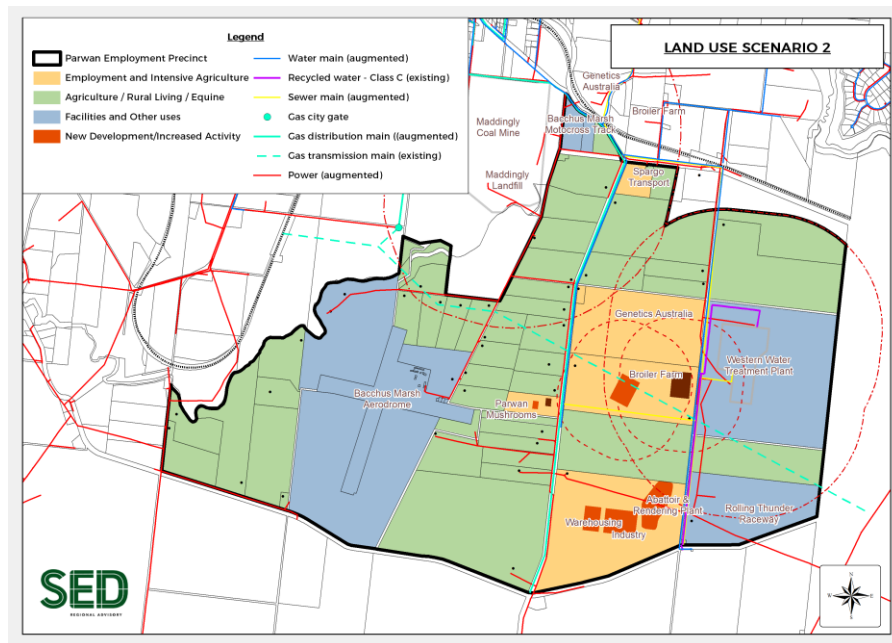 Legend
Parwan Employment Precinct
Employment and Intensive Agriculture
Agriculture / Rural Living / Equine
Facilities and Other uses
New Development/Increased Activity
Water main (augmented)
Recycled water - Class C (existing)
Sewer main (augmented)
Gas city gate
Gas distribution main ((augmented)
Gas transmission main (existing)
Power (augmented)
LAND USE SCENARIO 2
Genetics
Australia
Maddingly
Coal Mine
Bacchus Marsh
Motocross Track
Broiler Farm
Maddingly
Landfill
Spargo
Transport
Genetics Australia
Western Water
Treatment Plant
Broiler Farm
Bacchus Marsh
Aerodrome
Parwan
Mushrooms
Abattoir &
Rendering Plant
Rolling Thunder
Raceway
Warehousing
Industry
SED
REGIONAL ADVISORY
N
W
E
S